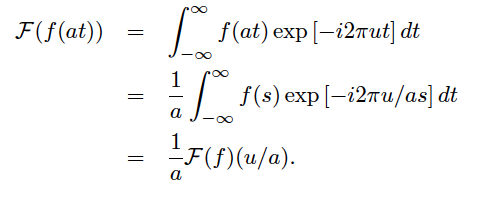 F(f(at)) = ∫_{-∞}^{∞} f(at) exp [−i2πut] dt
= 1/a ∫_{-∞}^{∞} f(s) exp [−i2πu/as] dt
= 1/a F(f)(u/a).